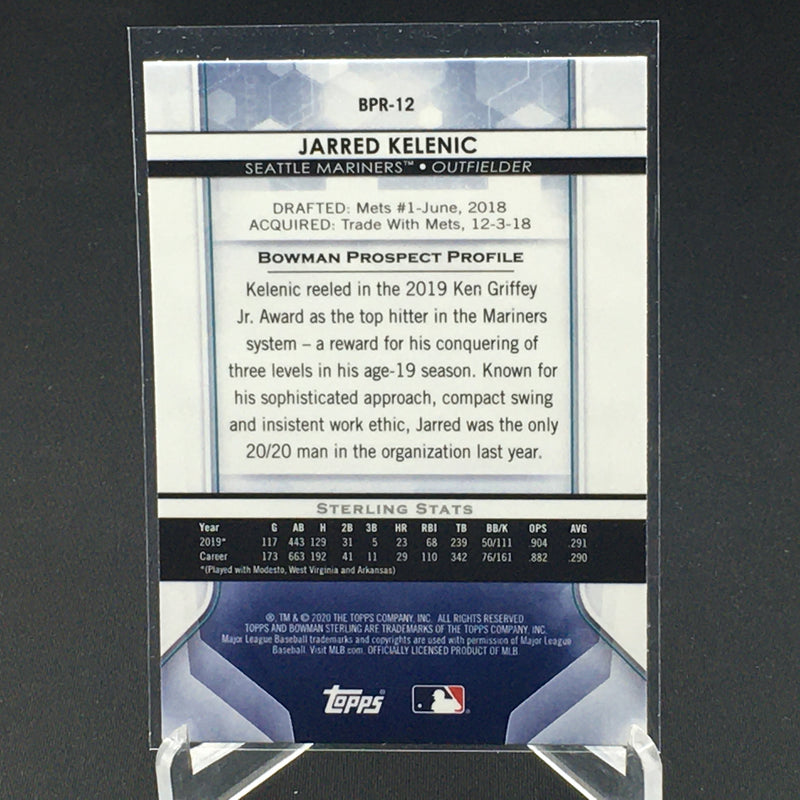 BPR-12
JARRED KELENIC
SEATTLE MARINERS™ • OUTFIELDER
DRAFTED: Mets #1-June, 2018
ACQUIRED: Trade With Mets, 12-3-18
BOWMAN PROSPECT PROFILE
Kelenic reeled in the 2019 Ken Griffey
Jr. Award as the top hitter in the Mariners
system – a reward for his conquering of
three levels in his age-19 season. Known for
his sophisticated approach, compact swing
and insistent work ethic, Jarred was the only
20/20 man in the organization last year.
STERLING STATS
Year G AB H 2B 3B HR RBI TB BB/K OPS AVG
2019* 117 443 129 31 5 23 68 239 50/111 .904 .291
Career 173 663 192 41 11 29 110 342 76/161 .882 .290
*(Played with Modesto, West Virginia and Arkansas)
®, TM & © 2020 THE TOPPS COMPANY, INC. ALL RIGHTS RESERVED.
TOPPS AND BOWMAN STERLING ARE TRADEMARKS OF THE TOPPS COMPANY, INC.
Major League Baseball trademarks and copyrights are used with permission of Major League
Baseball. Visit MLB.com. OFFICIALLY LICENSED PRODUCT OF MLB
Topps®